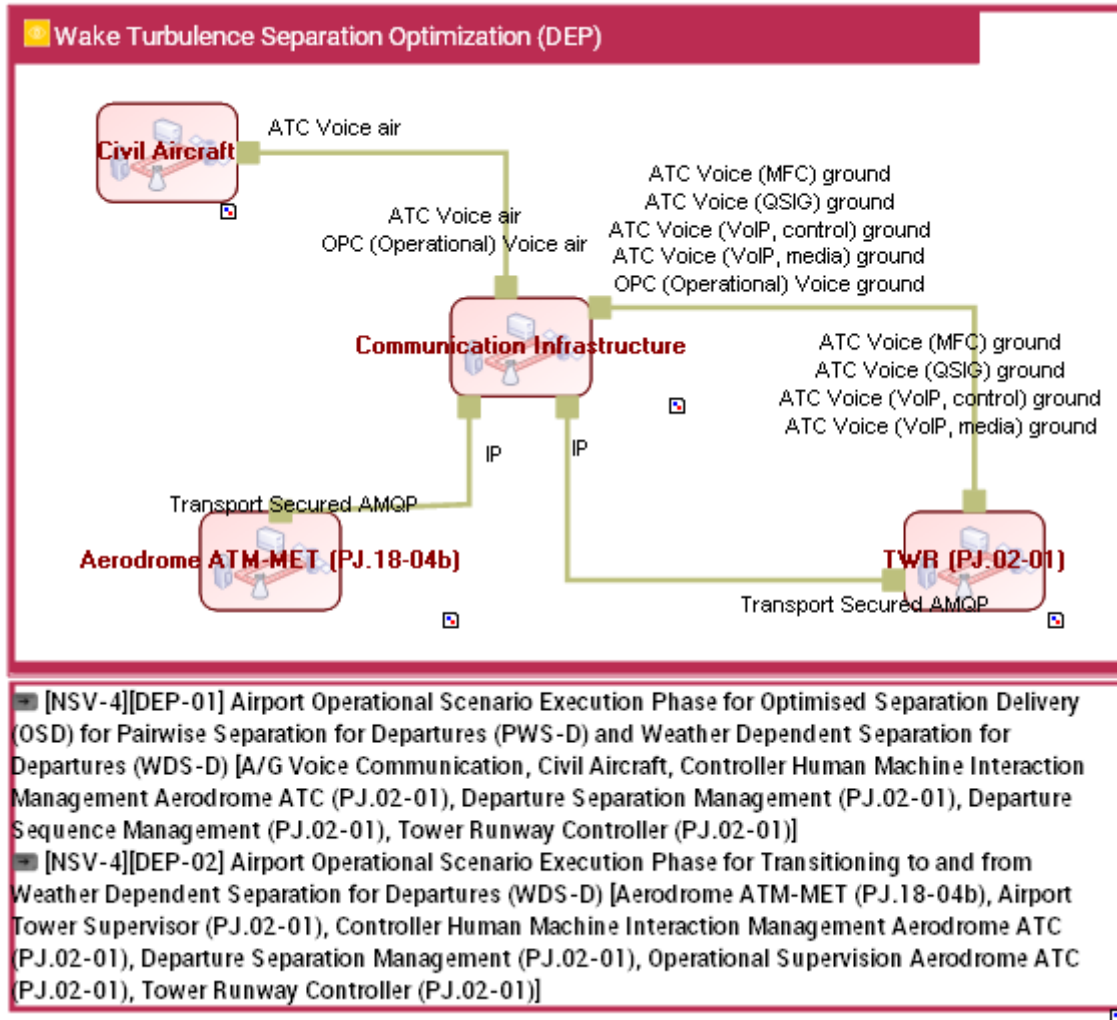 Wake Turbulence Separation Optimization (DEP)
Civil Aircraft
ATC Voice air
ATC Voice air
OPC (Operational) Voice air
ATC Voice (MFC) ground
ATC Voice (QSIG) ground
ATC Voice (VoIP, control) ground
ATC Voice (VoIP, media) ground
OPC (Operational) Voice ground
Communication Infrastructure
ATC Voice (MFC) ground
ATC Voice (QSIG) ground
ATC Voice (VoIP, control) ground
ATC Voice (VoIP, media) ground
IP
IP
Transport Secured AMQP
Aerodrome ATM-MET (PJ.18-04b)
TWR (PJ.02-01)
Transport Secured AMQP
[NSV-4][DEP-01] Airport Operational Scenario Execution Phase for Optimised Separation Delivery
(OSD) for Pairwise Separation for Departures (PWS-D) and Weather Dependent Separation for
Departures (WDS-D) [A/G Voice Communication, Civil Aircraft, Controller Human Machine Interaction
Management Aerodrome ATC (PJ.02-01), Departure Separation Management (PJ.02-01), Departure
Sequence Management (PJ.02-01), Tower Runway Controller (PJ.02-01)]
[NSV-4][DEP-02] Airport Operational Scenario Execution Phase for Transitioning to and from
Weather Dependent Separation for Departures (WDS-D) [Aerodrome ATM-MET (PJ.18-04b), Airport
Tower Supervisor (PJ.02-01), Controller Human Machine Interaction Management Aerodrome ATC
(PJ.02-01), Departure Separation Management (PJ.02-01), Operational Supervision Aerodrome ATC
(PJ.02-01), Tower Runway Controller (PJ.02-01)]